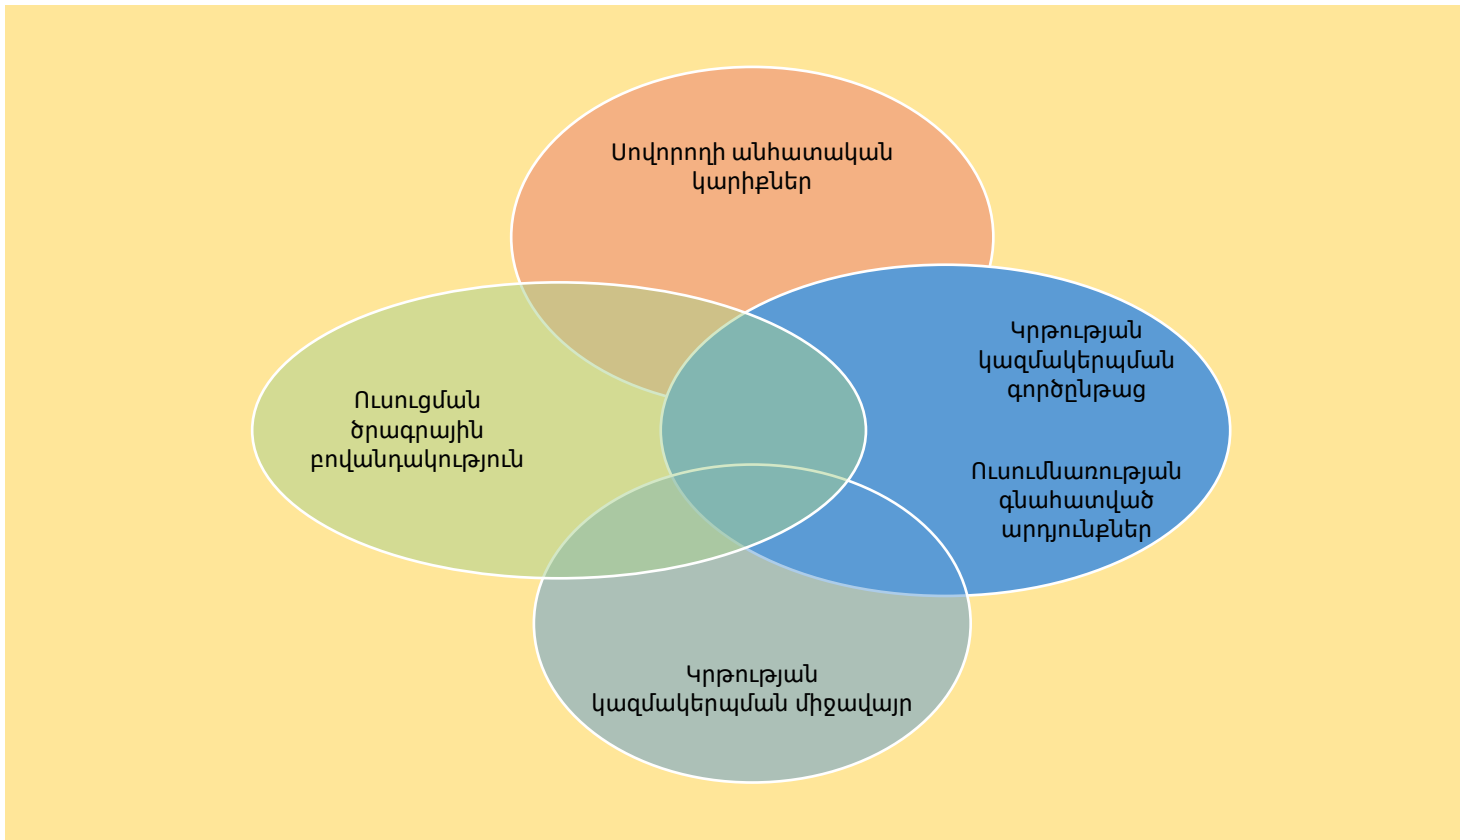 Սովորողի անհատական
կարիքներ
Կրթության
կազմակերպման
գործընթաց
Ուսուցման
ծրագրային
բովանդակություն
Ուսումնառության
գնահատված
արդյունքներ
Կրթության
կազմակերպման միջավայր